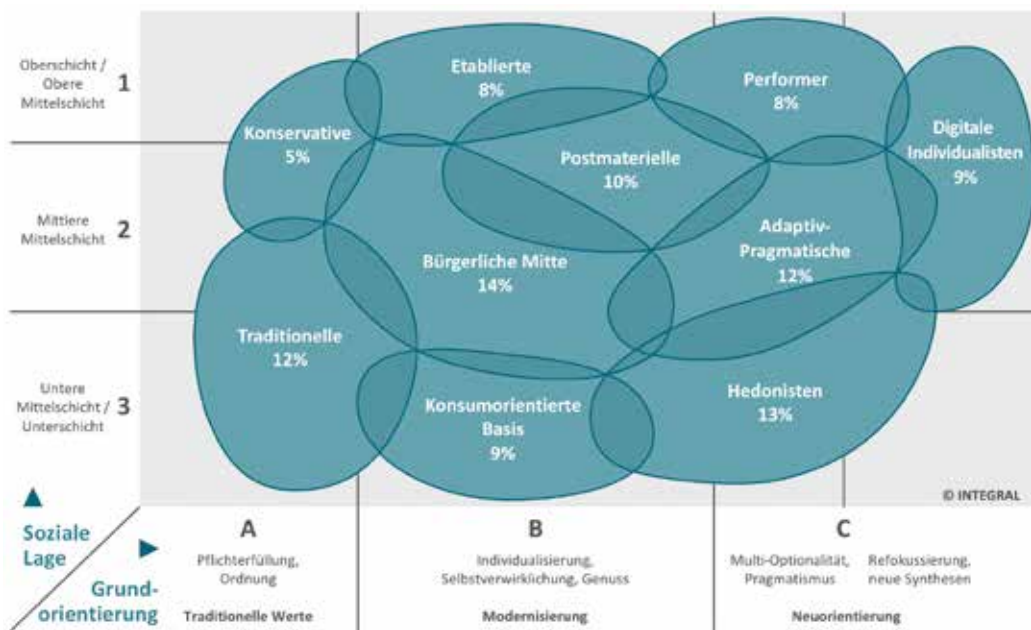 Oberschicht /
Obere
Mittelschicht
1
Mittlere
Mittelschicht
2
Untere
Mittelschicht /
Unterschicht
3
Etablierte
8%
Performer
8%
Konservative
5%
Digitale
Individualisten
9%
Postmaterielle
10%
Adaptiv-
Pragmatische
12%
Bürgerliche Mitte
14%
Traditionelle
12%
Konsumorientierte
Basis
9%
Hedonisten
13%
© INTEGRAL
Soziale
Lage
Grund-
orientierung
A
Pflichterfüllung,
Ordnung
Traditionelle Werte
B
Individualisierung,
Selbstverwirklichung, Genuss
Modernisierung
C
Multi-Optionalität,
Pragmatismus
Refokussierung,
neue Synthesen
Neuorientierung